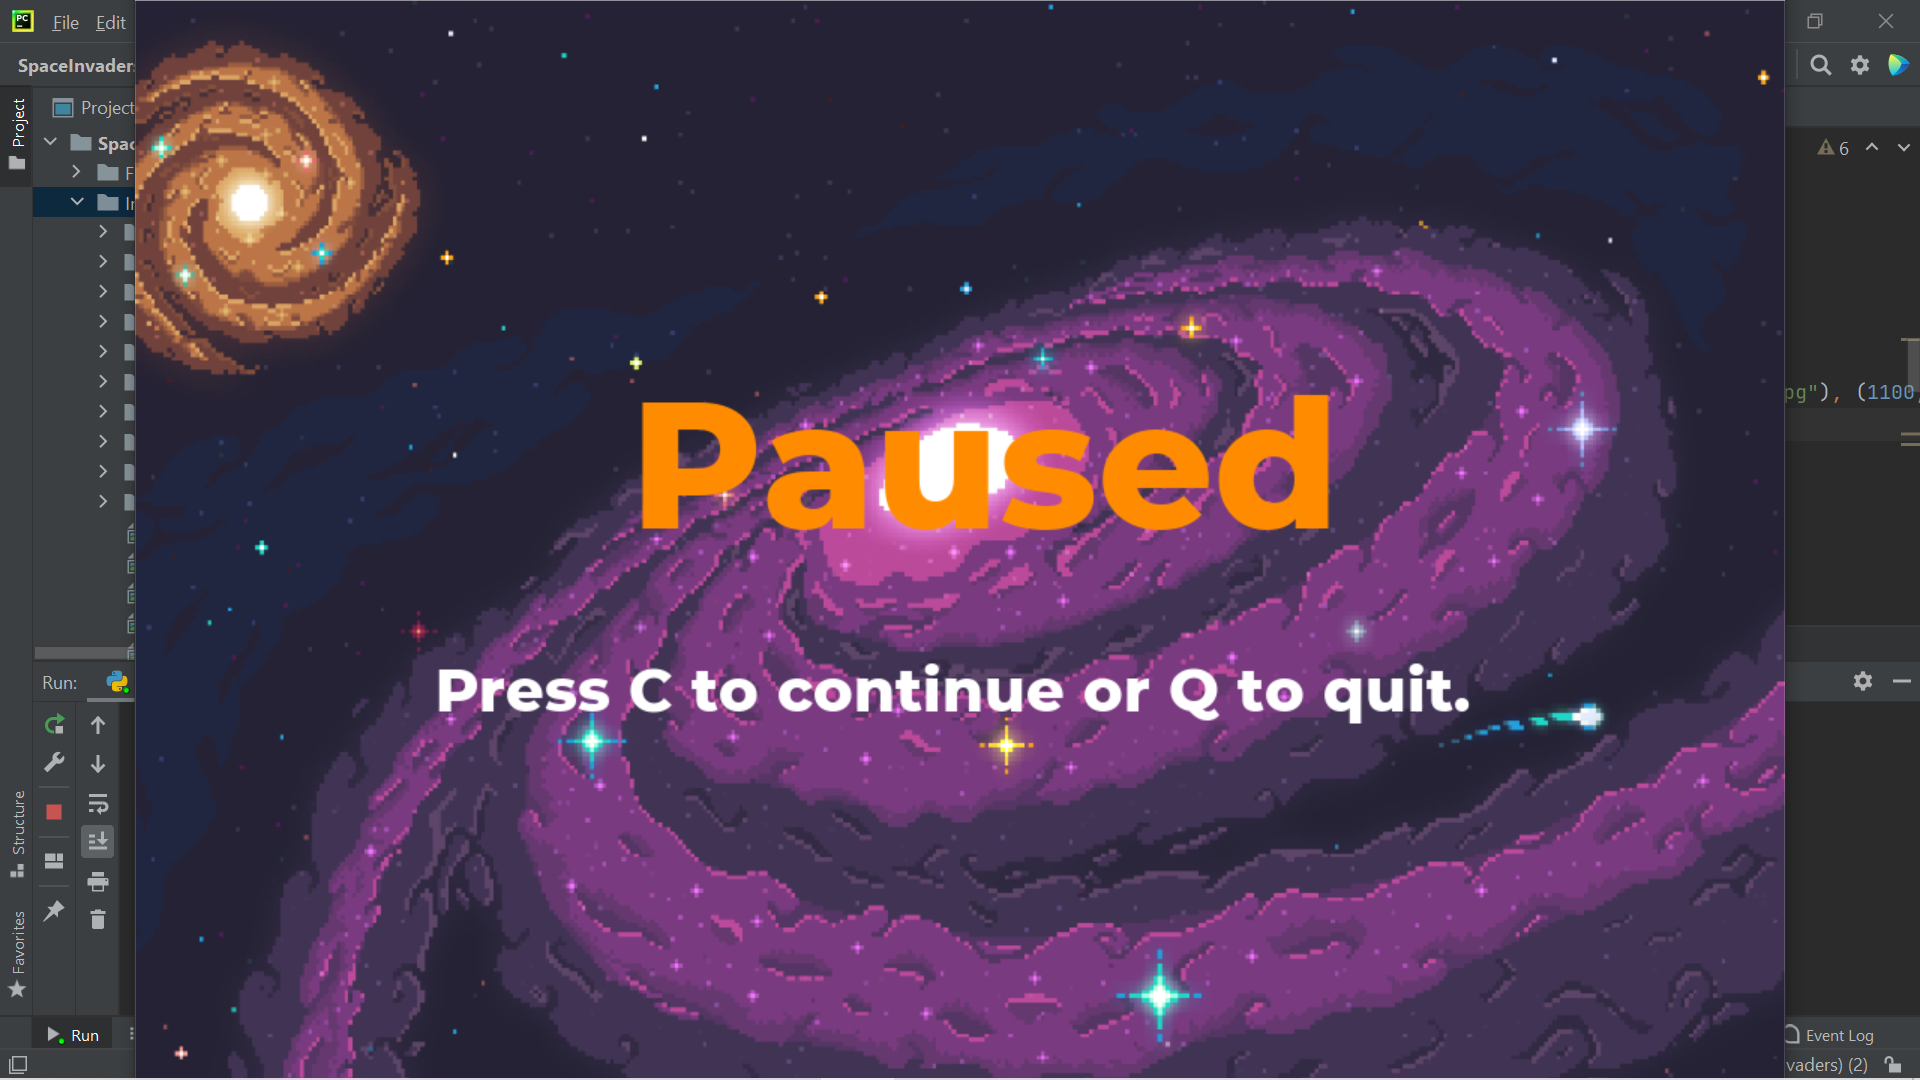 PC
File Edit
SpaceInvader
Project
Project
Spac
F
6
pg"), (1100,
Paused
Press C to continue or Q to quit.
Run:
Structure
Favorites
Run
Event Log
vaders) (2)